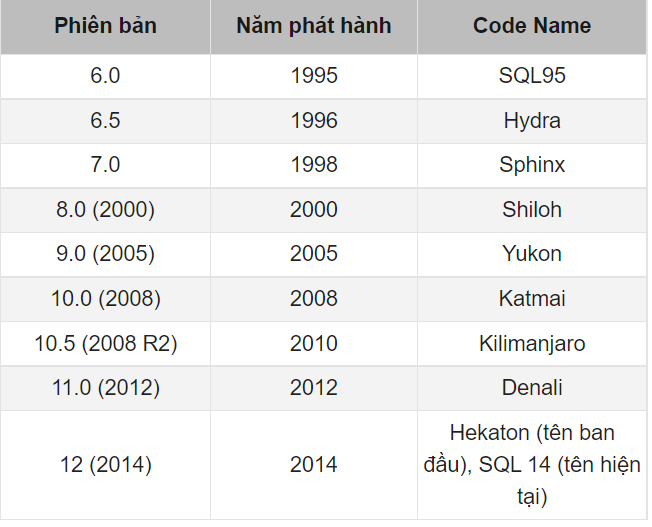 Phiên bản Năm phát hành Code Name
6.0 1995 SQL95
6.5 1996 Hydra
7.0 1998 Sphinx
8.0 (2000) 2000 Shiloh
9.0 (2005) 2005 Yukon
10.0 (2008) 2008 Katmai
10.5 (2008 R2) 2010 Kilimanjaro
11.0 (2012) 2012 Denali
12 (2014) 2014 Hekaton (tên ban
đầu), SQL 14 (tên hiện
tại)